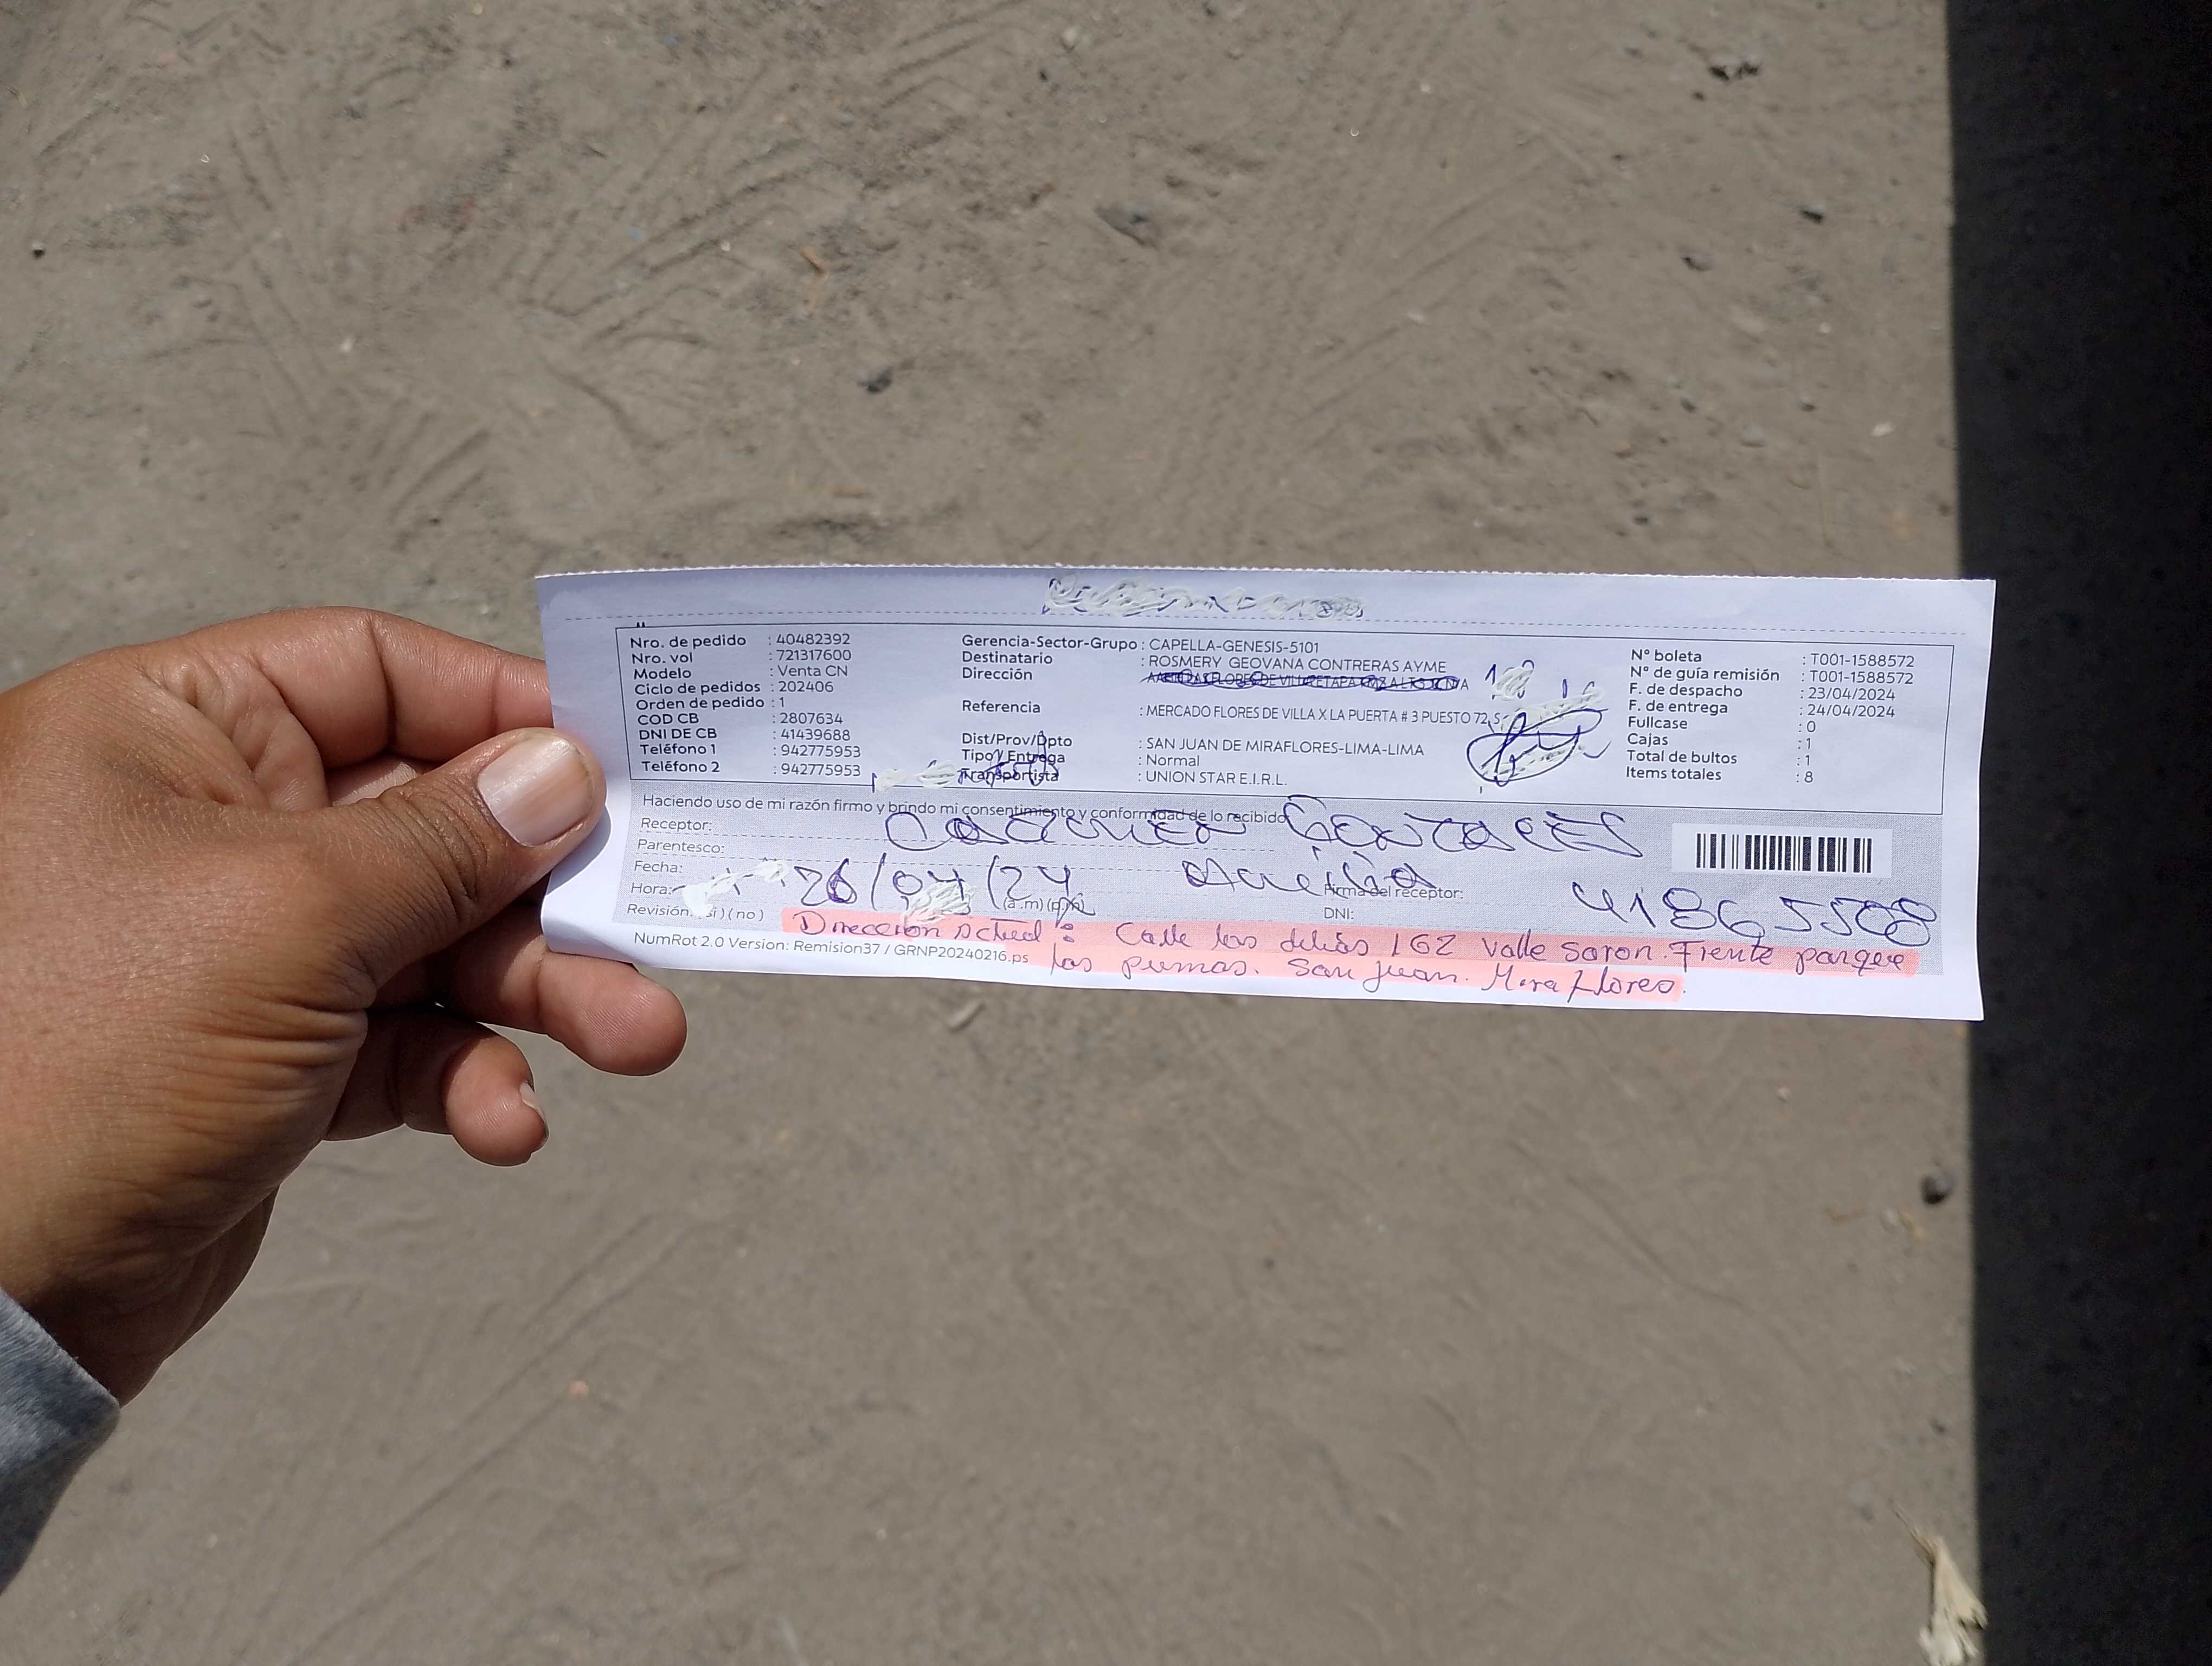 Nro. de pedido : 40482392
Nro. vol : 721317600
Modelo : Venta CN
Ciclo de pedidos : 202406
Orden de pedido : 1
COD CB : 2807634
DNI DE CB : 41439688
Teléfono 1 : 942775953
Teléfono 2 : 942775953
Gerencia-Sector-Grupo : CAPELLA-GENESIS-5101
Destinatario : ROSMERY GEOVANA CONTRERAS AYME
Dirección
Referencia : MERCADO FLORES DE VILLA X LA PUERTA # 3 PUESTO 72, S
Dist/Prov/Dpto : SAN JUAN DE MIRAFLORES-LIMA-LIMA
Tipo Entrega : Normal
Transportista : UNION STAR E.I.R.L.
N° boleta : T001-1588572
N° de guía remisión : T001-1588572
F. de despacho : 23/04/2024
F. de entrega : 24/04/2024
Fullcase : 0
Cajas : 1
Total de bultos : 1
Items totales : 8
Haciendo uso de mi razón firmo y brindo mi consentimiento y conformidad de lo recibido
Receptor: Gonzales
Parentesco:
Fecha: 26/04/24
Hora: (a.m) (p.m)
Firma del receptor:
DNI: 41865508
Revisión: (si) (no)
Dirección Actual: Calle las 162 Valle Saron. Frente parque
NumRot 2.0 Version: Remision37 / GRNP20240216.ps
las pumas. San Juan. Miraflores.